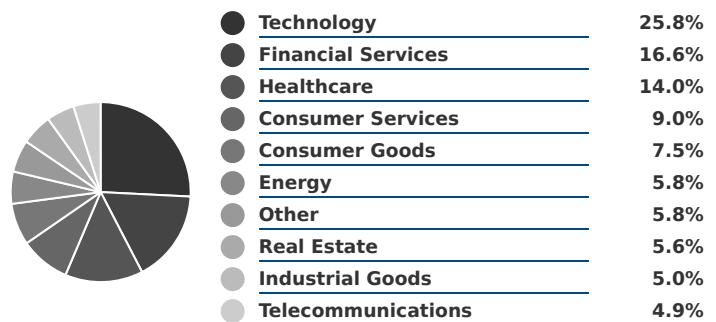 Technology 25.8%
Financial Services 16.6%
Healthcare 14.0%
Consumer Services 9.0%
Consumer Goods 7.5%
Energy 5.8%
Other 5.8%
Real Estate 5.6%
Industrial Goods 5.0%
Telecommunications 4.9%